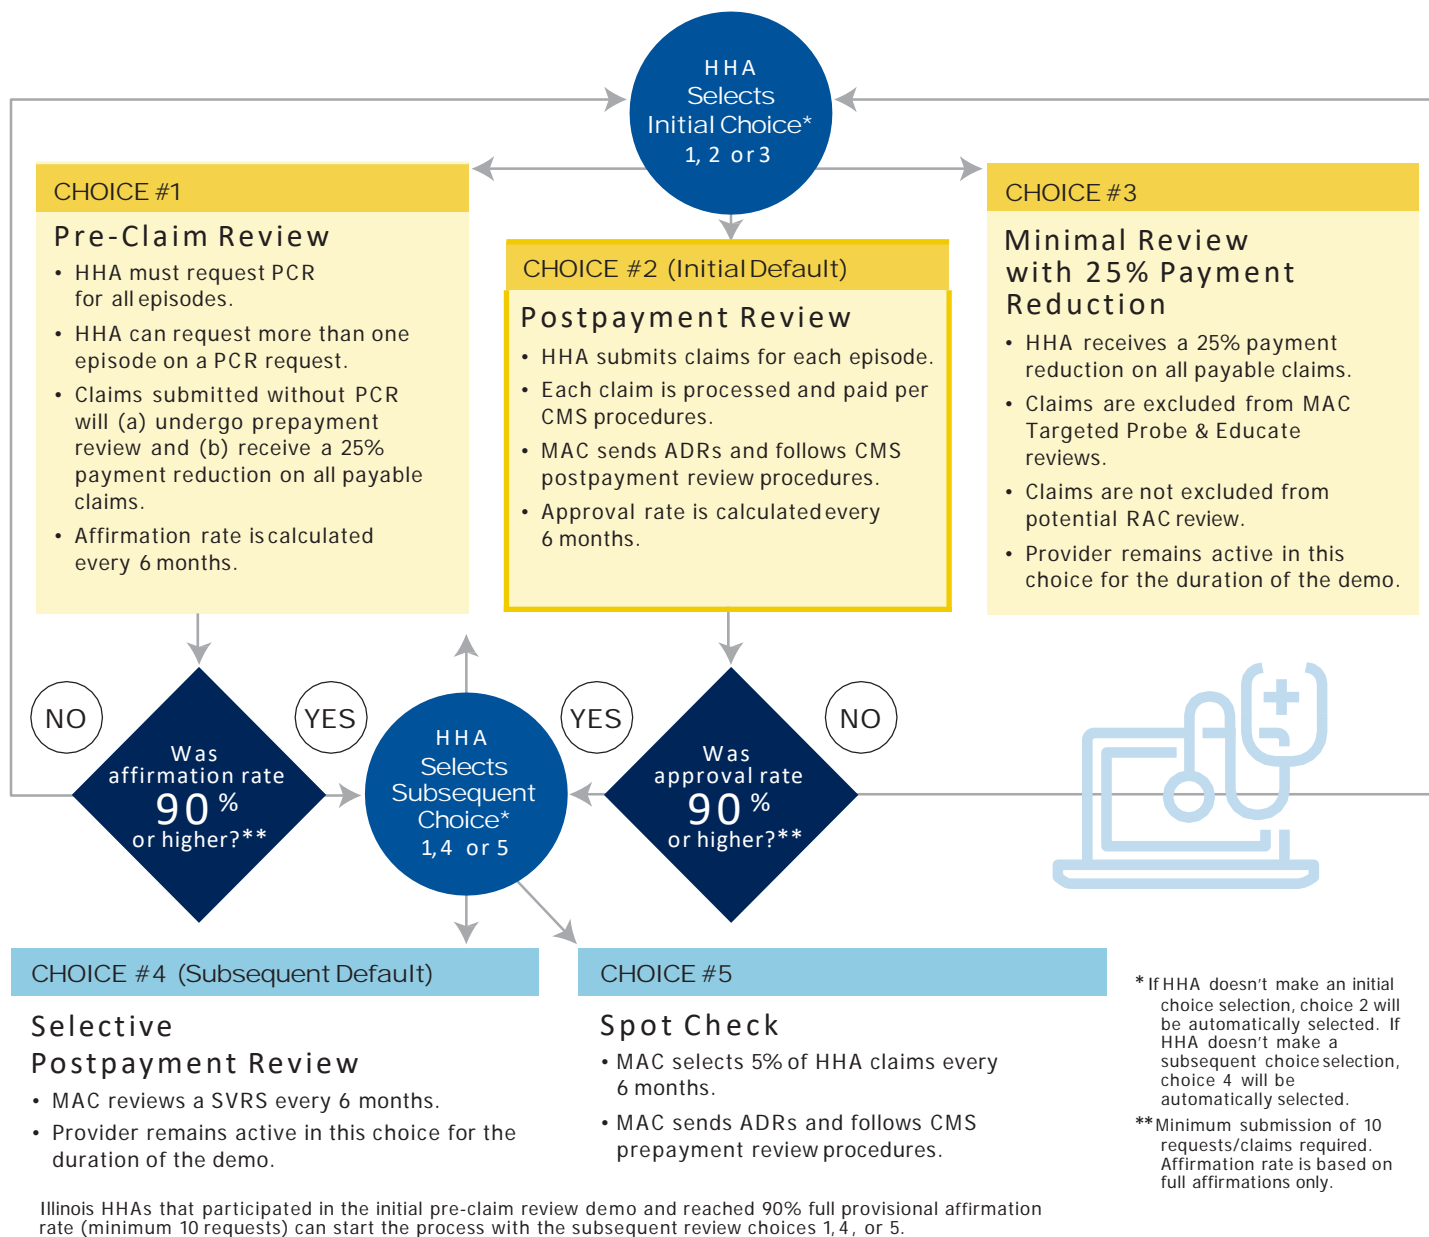 HHA
Selects
Initial Choice*
1, 2 or 3
CHOICE #1
Pre-Claim Review
• HHA must request PCR
for all episodes.
• HHA can request more than one
episode on a PCR request.
• Claims submitted without PCR
will (a) undergo prepayment
review and (b) receive a 25%
payment reduction on all payable
claims.
• Affirmation rate is calculated
every 6 months.
CHOICE #2 (Initial Default)
Postpayment Review
• HHA submits claims for each episode.
• Each claim is processed and paid per
CMS procedures.
• MAC sends ADRs and follows CMS
postpayment review procedures.
• Approval rate is calculated every
6 months.
CHOICE #3
Minimal Review
with 25% Payment
Reduction
• HHA receives a 25% payment
reduction on all payable claims.
• Claims are excluded from MAC
Targeted Probe & Educate
reviews.
• Claims are not excluded from
potential RAC review.
• Provider remains active in this
choice for the duration of the demo.
NO
Was
affirmation rate
90 %
or higher?**
YES
HHA
Selects
Subsequent
Choice*
1, 4 or 5
YES
Was
approval rate
90 %
or higher?**
NO
CHOICE #4 (Subsequent Default)
Selective
Postpayment Review
• MAC reviews a SVRS every 6 months.
• Provider remains active in this choice for the
duration of the demo.
CHOICE #5
Spot Check
• MAC selects 5% of HHA claims every
6 months.
• MAC sends ADRs and follows CMS
prepayment review procedures.
* If HHA doesn't make an initial
choice selection, choice 2 will
be automatically selected. If
HHA doesn't make a
subsequent choice selection,
choice 4 will be
automatically selected.
** Minimum submission of 10
requests/claims required.
Affirmation rate is based on
full affirmations only.
Illinois HHAs that participated in the initial pre-claim review demo and reached 90% full provisional affirmation
rate (minimum 10 requests) can start the process with the subsequent review choices 1, 4, or 5.